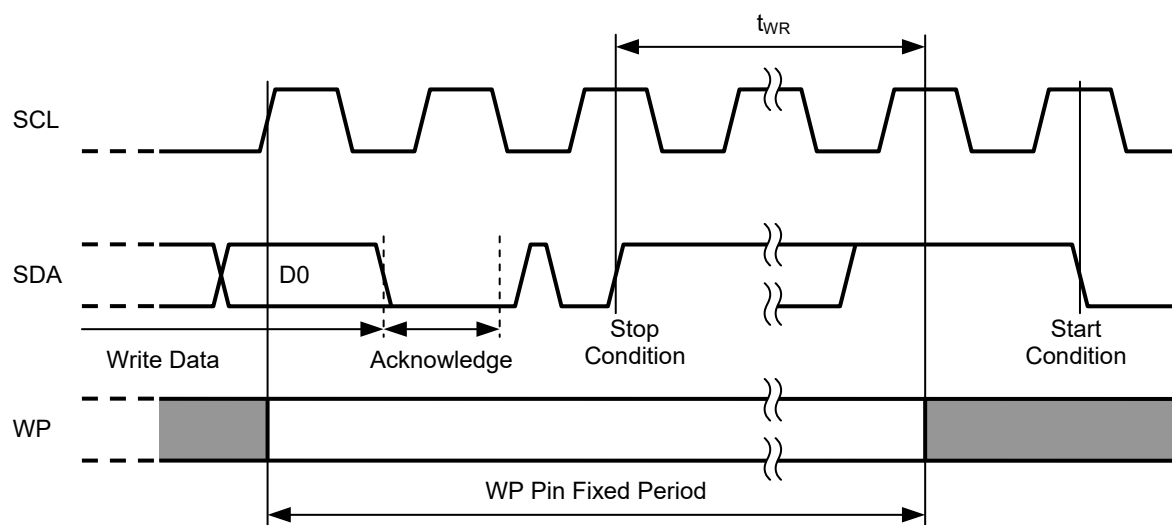 tWR
SCL
SDA
D0
Write Data
Acknowledge
Stop
Condition
Start
Condition
WP
WP Pin Fixed Period